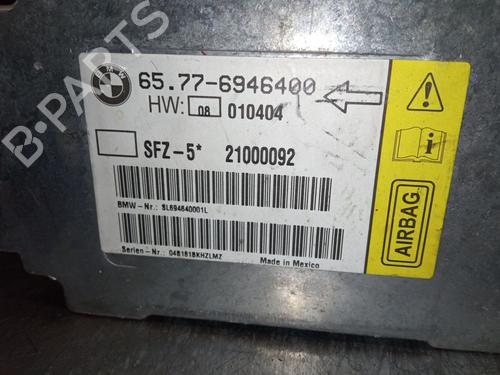 B-PARTS
BMW
65.77-6946400
HW: 08 010404
SFZ-5* 21000092
BMW-Nr.: SL694640001L
Serien-Nr.: 048181BKHZLMZ
Made in Mexico
AIRBAG